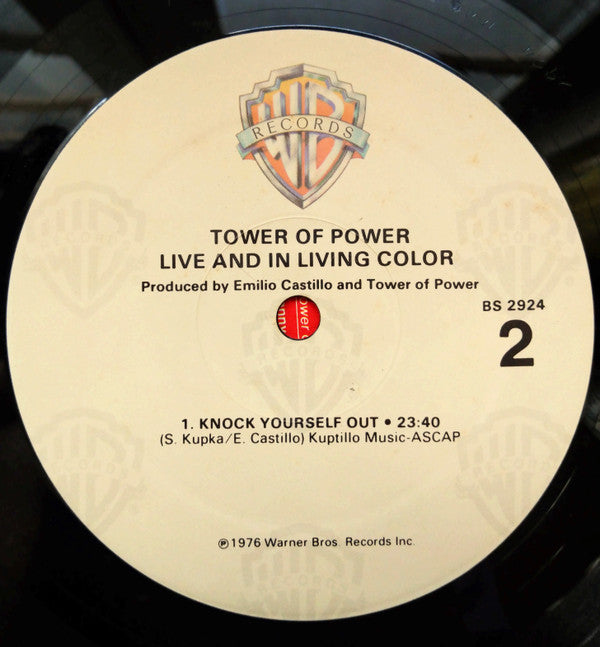 RECORDS
TOWER OF POWER
LIVE AND IN LIVING COLOR
Produced by Emilio Castillo and Tower of Power
BS 2924
2
1. KNOCK YOURSELF OUT • 23:40
(S. Kupka/E. Castillo) Kuptillo Music-ASCAP
℗1976 Warner Bros. Records Inc.